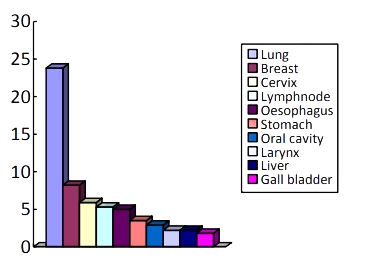 30
25
20
15
10
5
0
Lung
Breast
Cervix
Lymphnode
Oesophagus
Stomach
Oral cavity
Larynx
Liver
Gall bladder